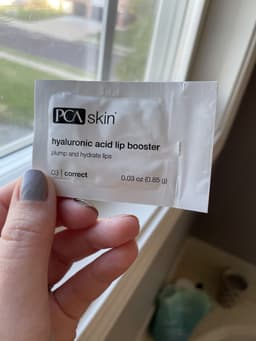 PCA skin
hyaluronic acid lip booster
plump and hydrate lips
03 | correct 0.03 oz (0.85 g)